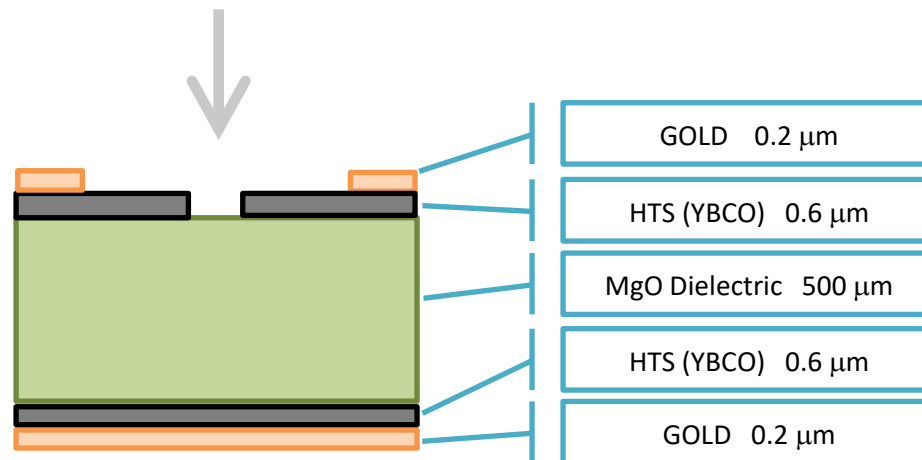 GOLD 0.2 μm
HTS (YBCO) 0.6 μm
MgO Dielectric 500 μm
HTS (YBCO) 0.6 μm
GOLD 0.2 μm